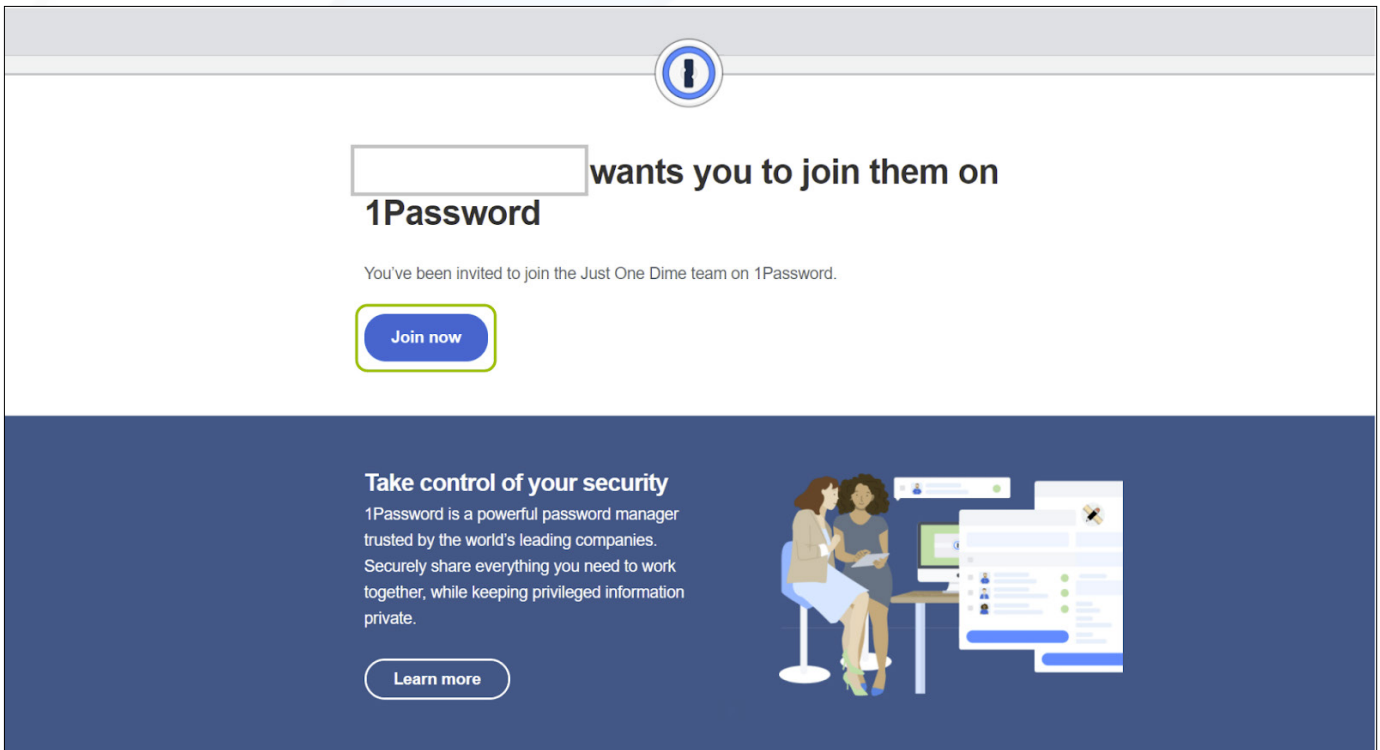 wants you to join them on
1Password
You've been invited to join the Just One Dime team on 1Password.
Join now
Take control of your security
1Password is a powerful password manager
trusted by the world's leading companies.
Securely share everything you need to work
together, while keeping privileged information
private.
Learn more